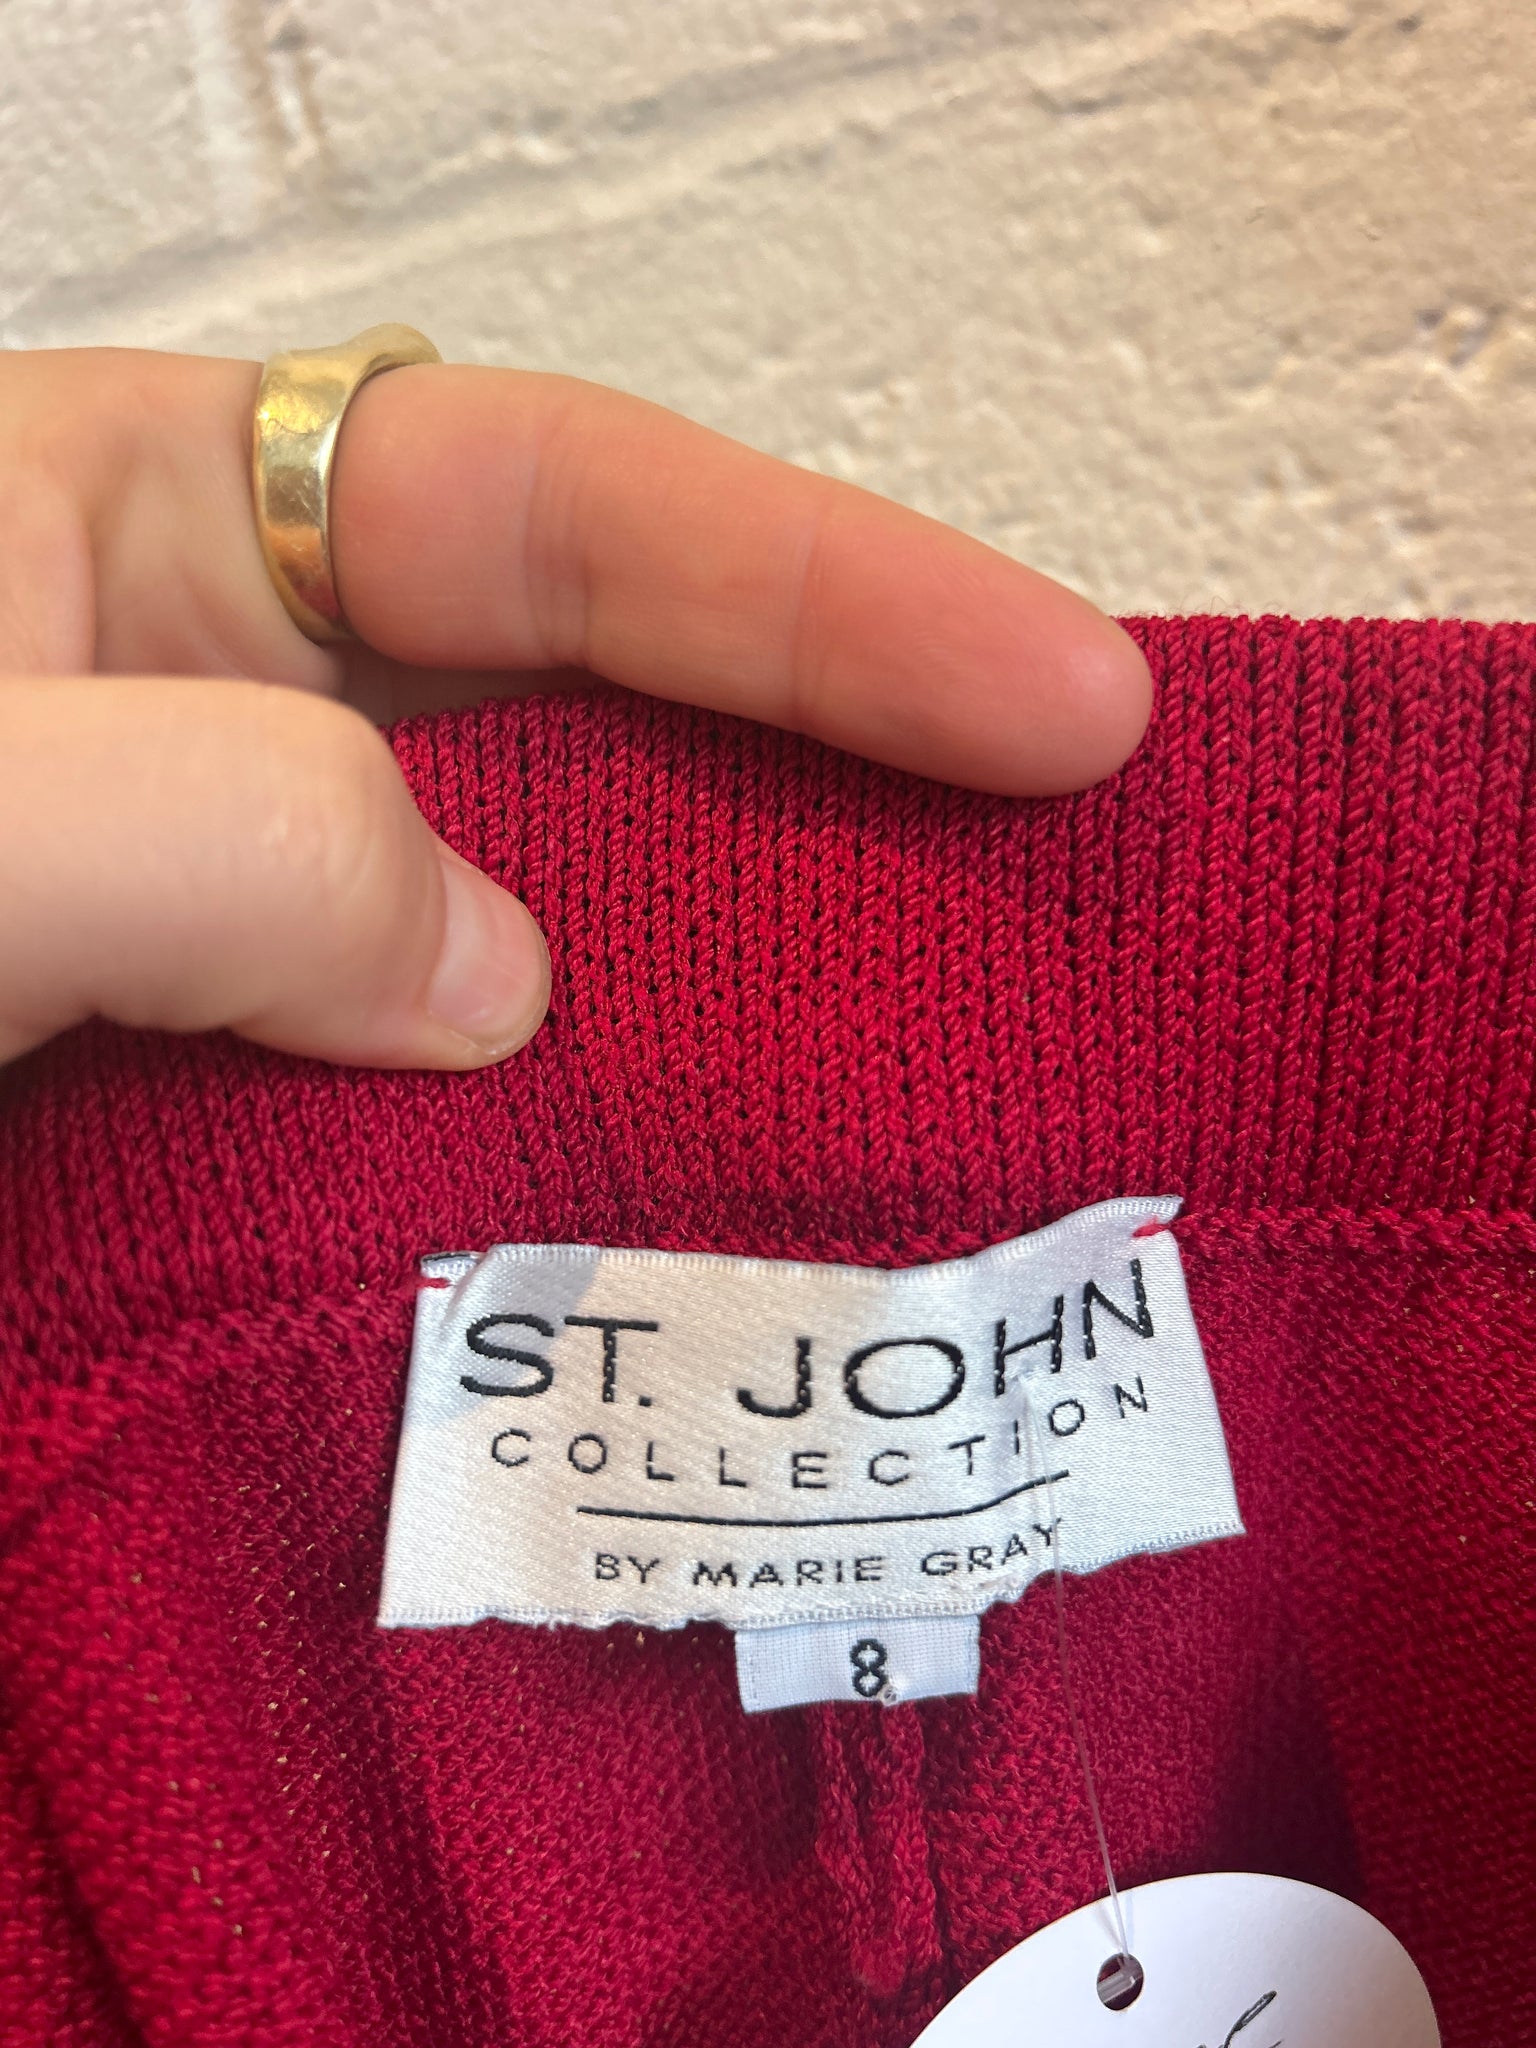 ST. JOHN
COLLECTION
BY MARIE GRAY
8